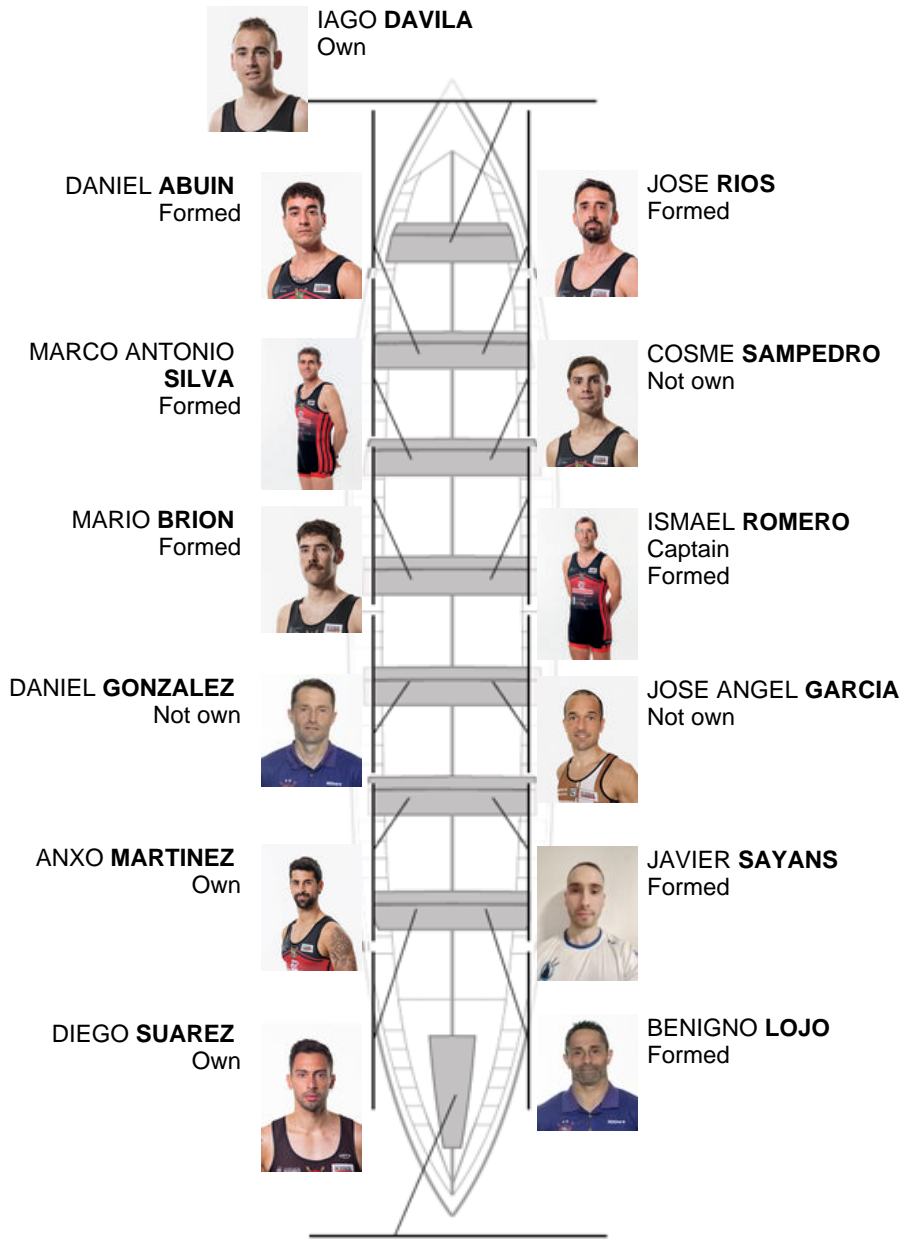 IAGO DAVILA
Own
DANIEL ABUIN
Formed
JOSE RIOS
Formed
MARCO ANTONIO
SILVA
Formed
COSME SAMPEDRO
Not own
MARIO BRION
Formed
ISMAEL ROMERO
Captain
Formed
DANIEL GONZALEZ
Not own
JOSE ANGEL GARCIA
Not own
ANXO MARTINEZ
Own
JAVIER SAYANS
Formed
DIEGO SUAREZ
Own
BENIGNO LOJO
Formed